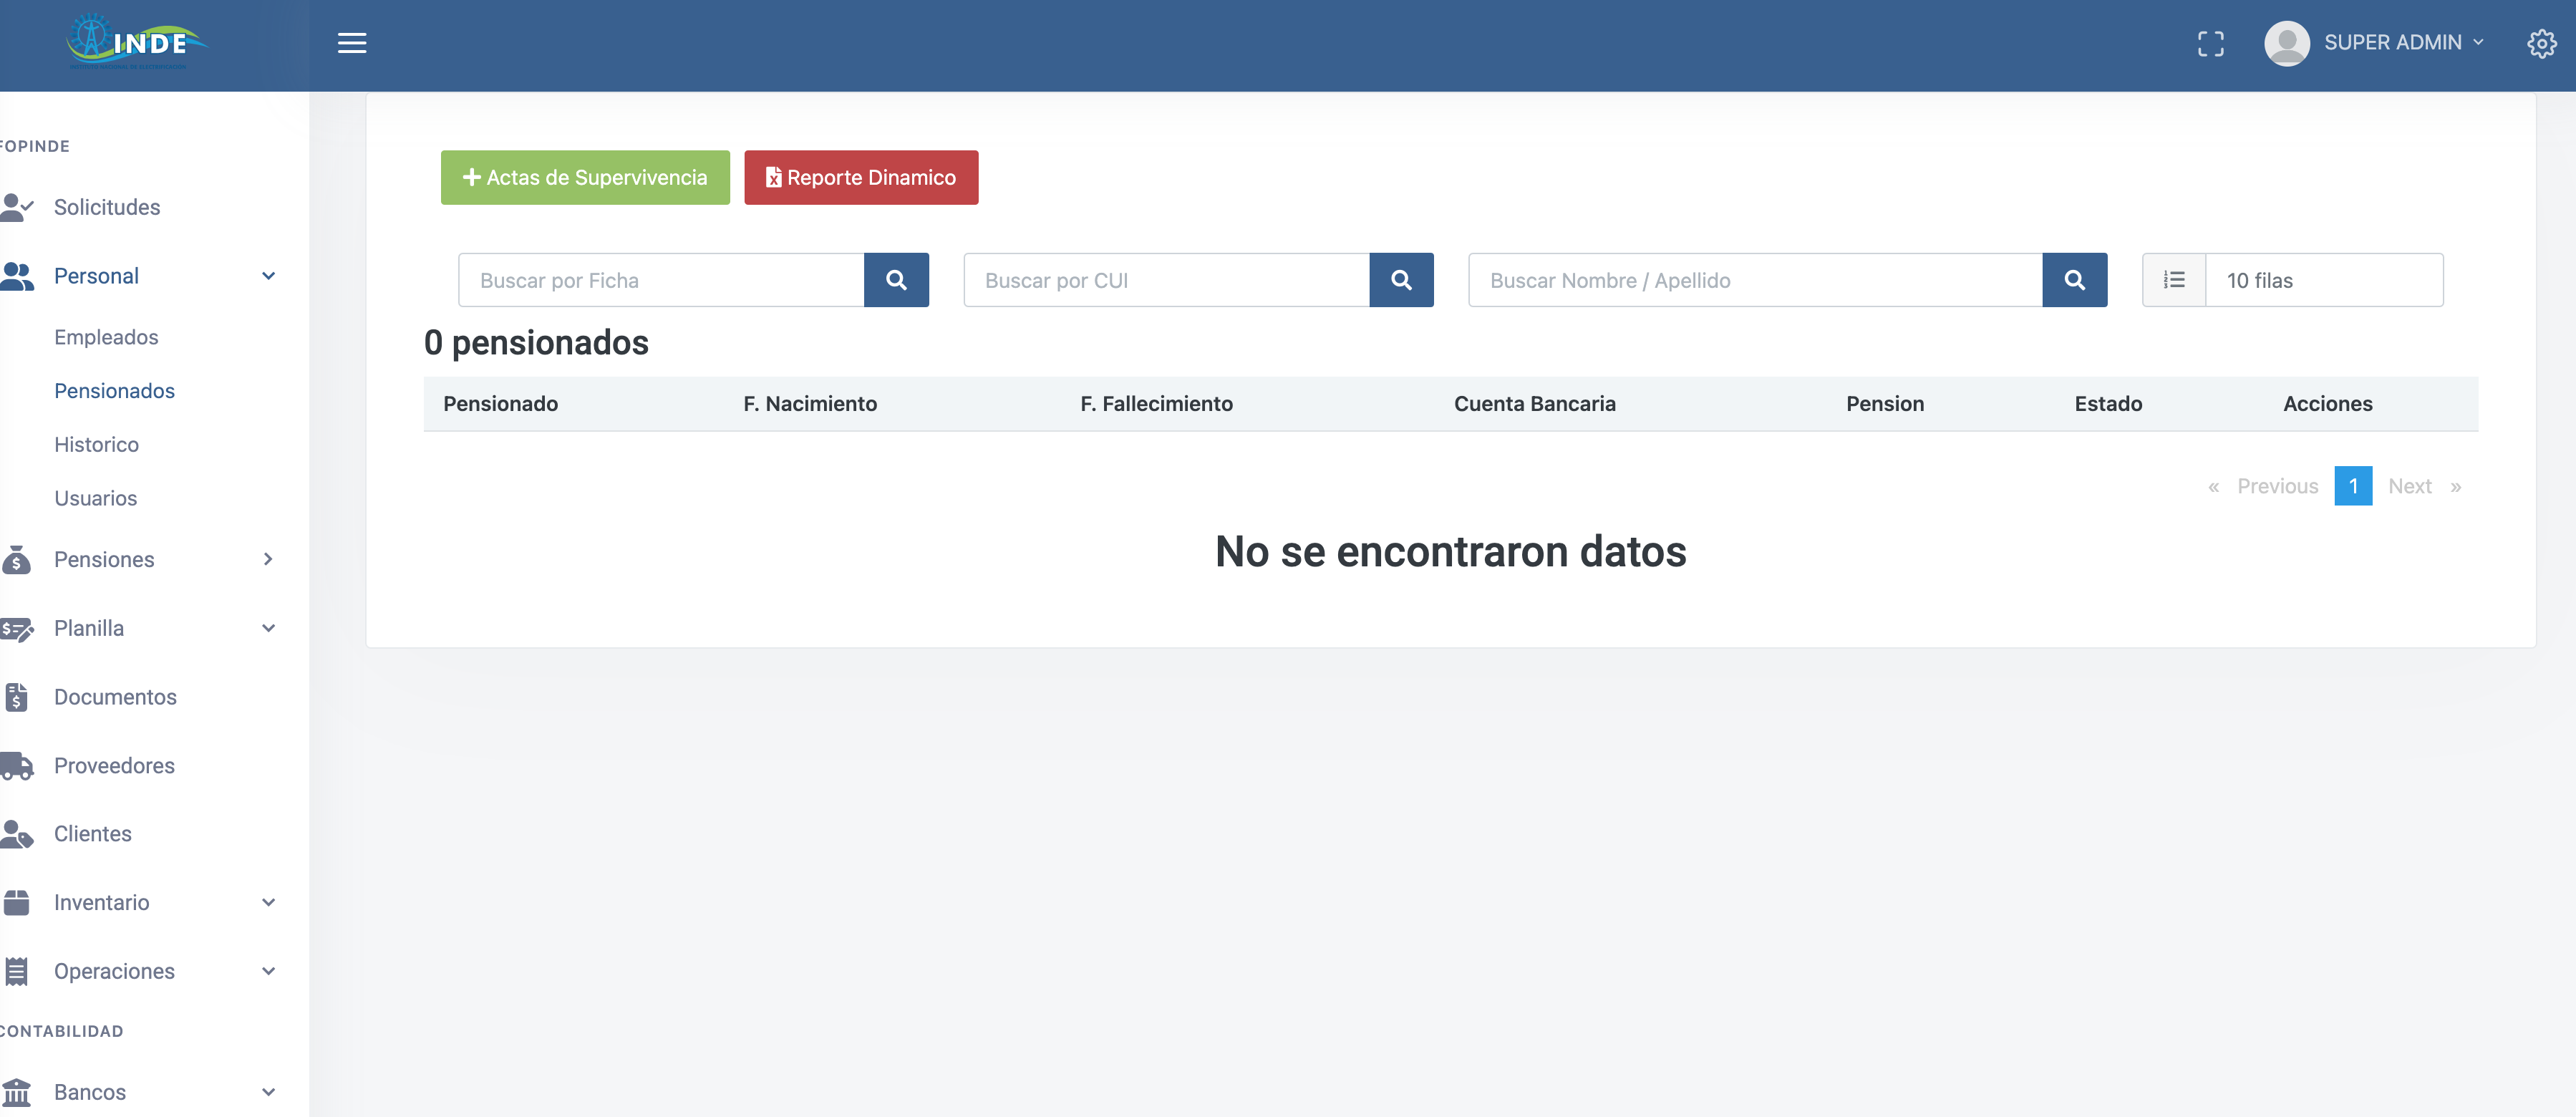 INDE
SUPER ADMIN
FOPINDE
Solicitudes
Personal
Empleados
Pensionados
Historico
Usuarios
Pensiones
Planilla
Documentos
Proveedores
Clientes
Inventario
Operaciones
CONTABILIDAD
Bancos
Actas de Supervivencia
Reporte Dinamico
Buscar por Ficha
Buscar por CUI
Buscar Nombre / Apellido
10 filas
0 pensionados
Pensionado F. Nacimiento F. Fallecimiento Cuenta Bancaria Pension Estado Acciones
« Previous 1 Next »
No se encontraron datos